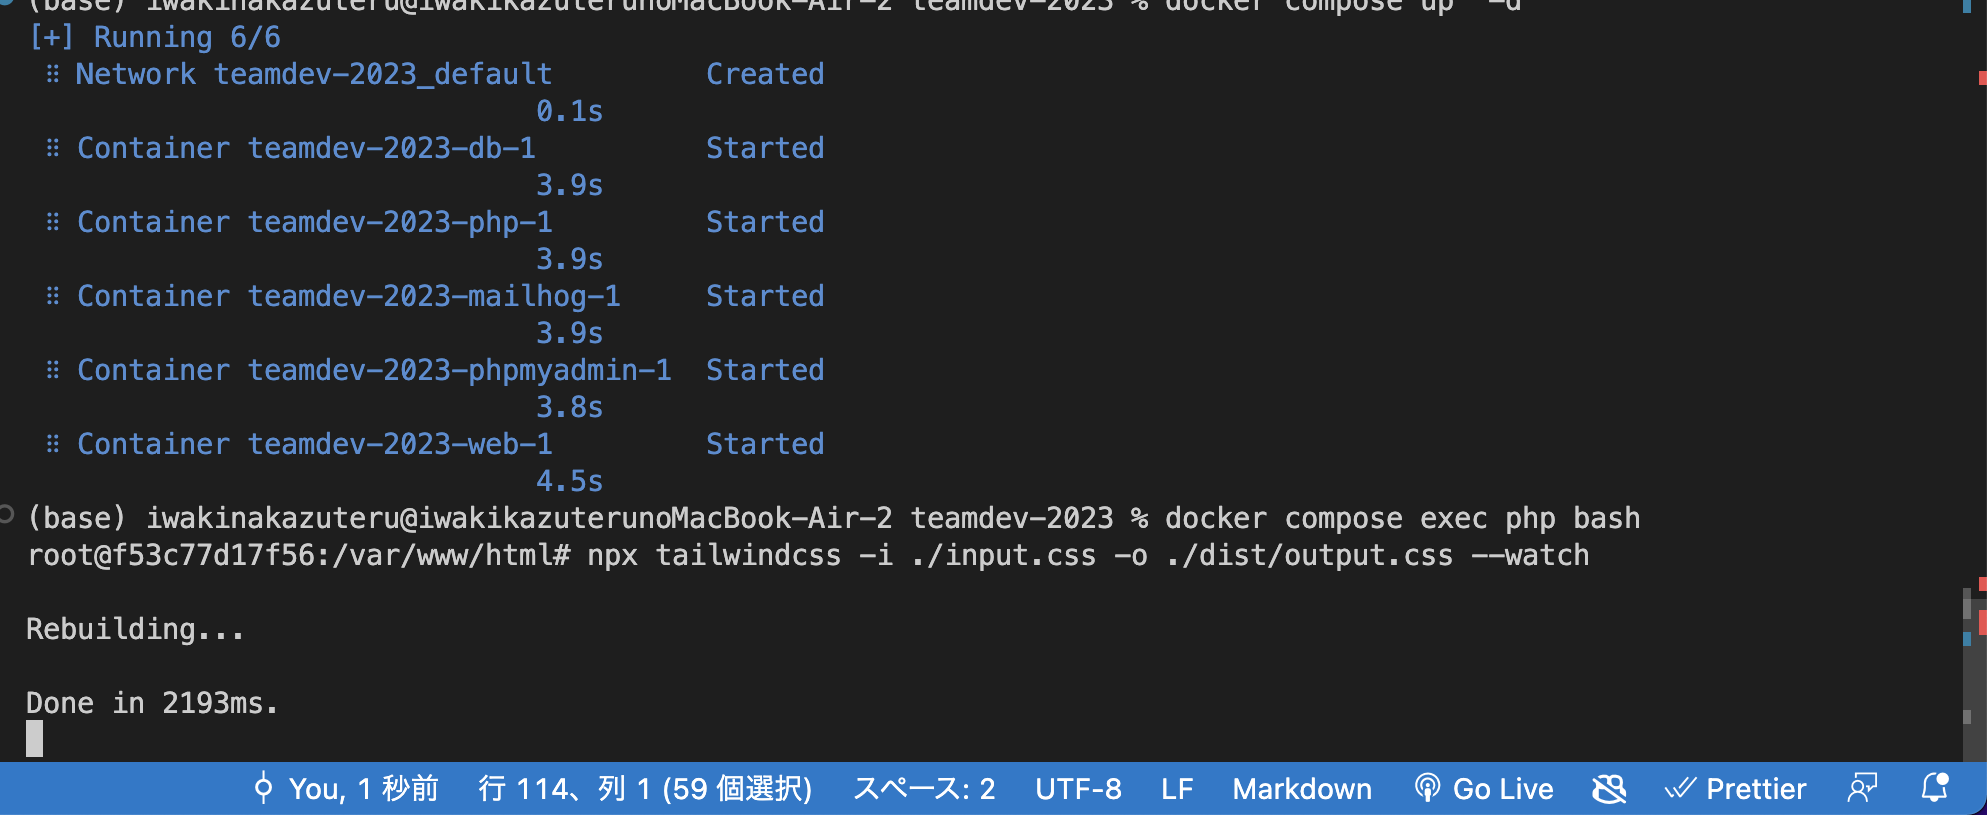 (base) iwakinakazuteru@iwakikazuterunoMacBook-Air-2 teamdev-2023 % docker compose up -d
[+] Running 6/6
⠿ Network teamdev-2023_default Created
0.1s
⠿ Container teamdev-2023-db-1 Started
3.9s
⠿ Container teamdev-2023-php-1 Started
3.9s
⠿ Container teamdev-2023-mailhog-1 Started
3.9s
⠿ Container teamdev-2023-phpmyadmin-1 Started
3.8s
⠿ Container teamdev-2023-web-1 Started
4.5s
(base) iwakinakazuteru@iwakikazuterunoMacBook-Air-2 teamdev-2023 % docker compose exec php bash
root@f53c77d17f56:/var/www/html# npx tailwindcss -i ./input.css -o ./dist/output.css --watch
Rebuilding...
Done in 2193ms.
You, 1 秒前 行 114、列 1 (59 個選択) スペース: 2 UTF-8 LF Markdown Go Live Prettier